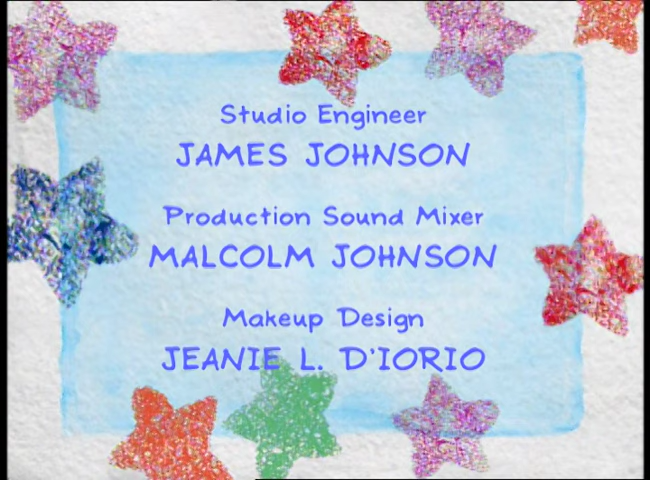 Studio Engineer
JAMES JOHNSON
Production Sound Mixer
MALCOLM JOHNSON
Makeup Design
JEANIE L. D'IORIO